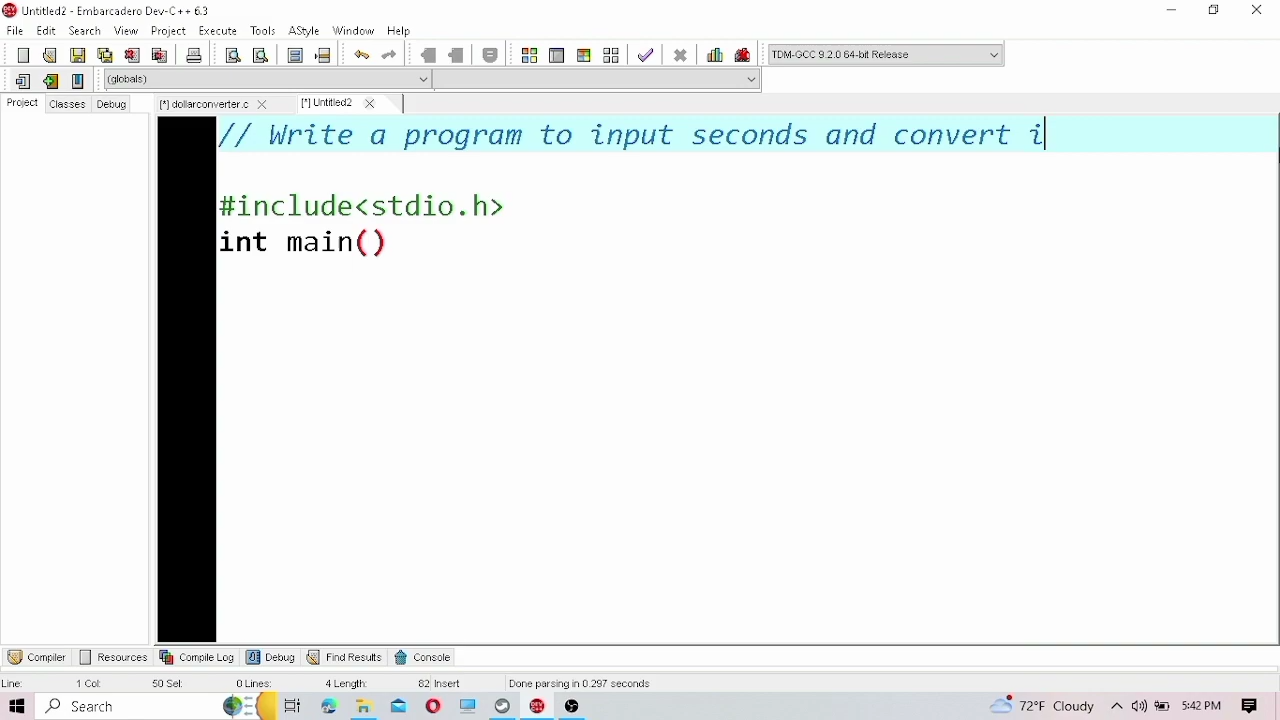 Untitled2 - Embarcadero Dev-C++ 6.3
File Edit Search View Project Execute Tools AStyle Window Help
TDM-GCC 9.2.0 64-bit Release
(globals)
Project Classes Debug [*] dollarconverter.c [*] Untitled2
// Write a program to input seconds and convert i
#include<stdio.h>
int main()
Compiler Resources Compile Log Debug Find Results Console
Line: 1 Col: 50 Sel: 0 Lines: 4 Length: 82 Insert Done parsing in 0.297 seconds
Search 72°F Cloudy 5:42 PM